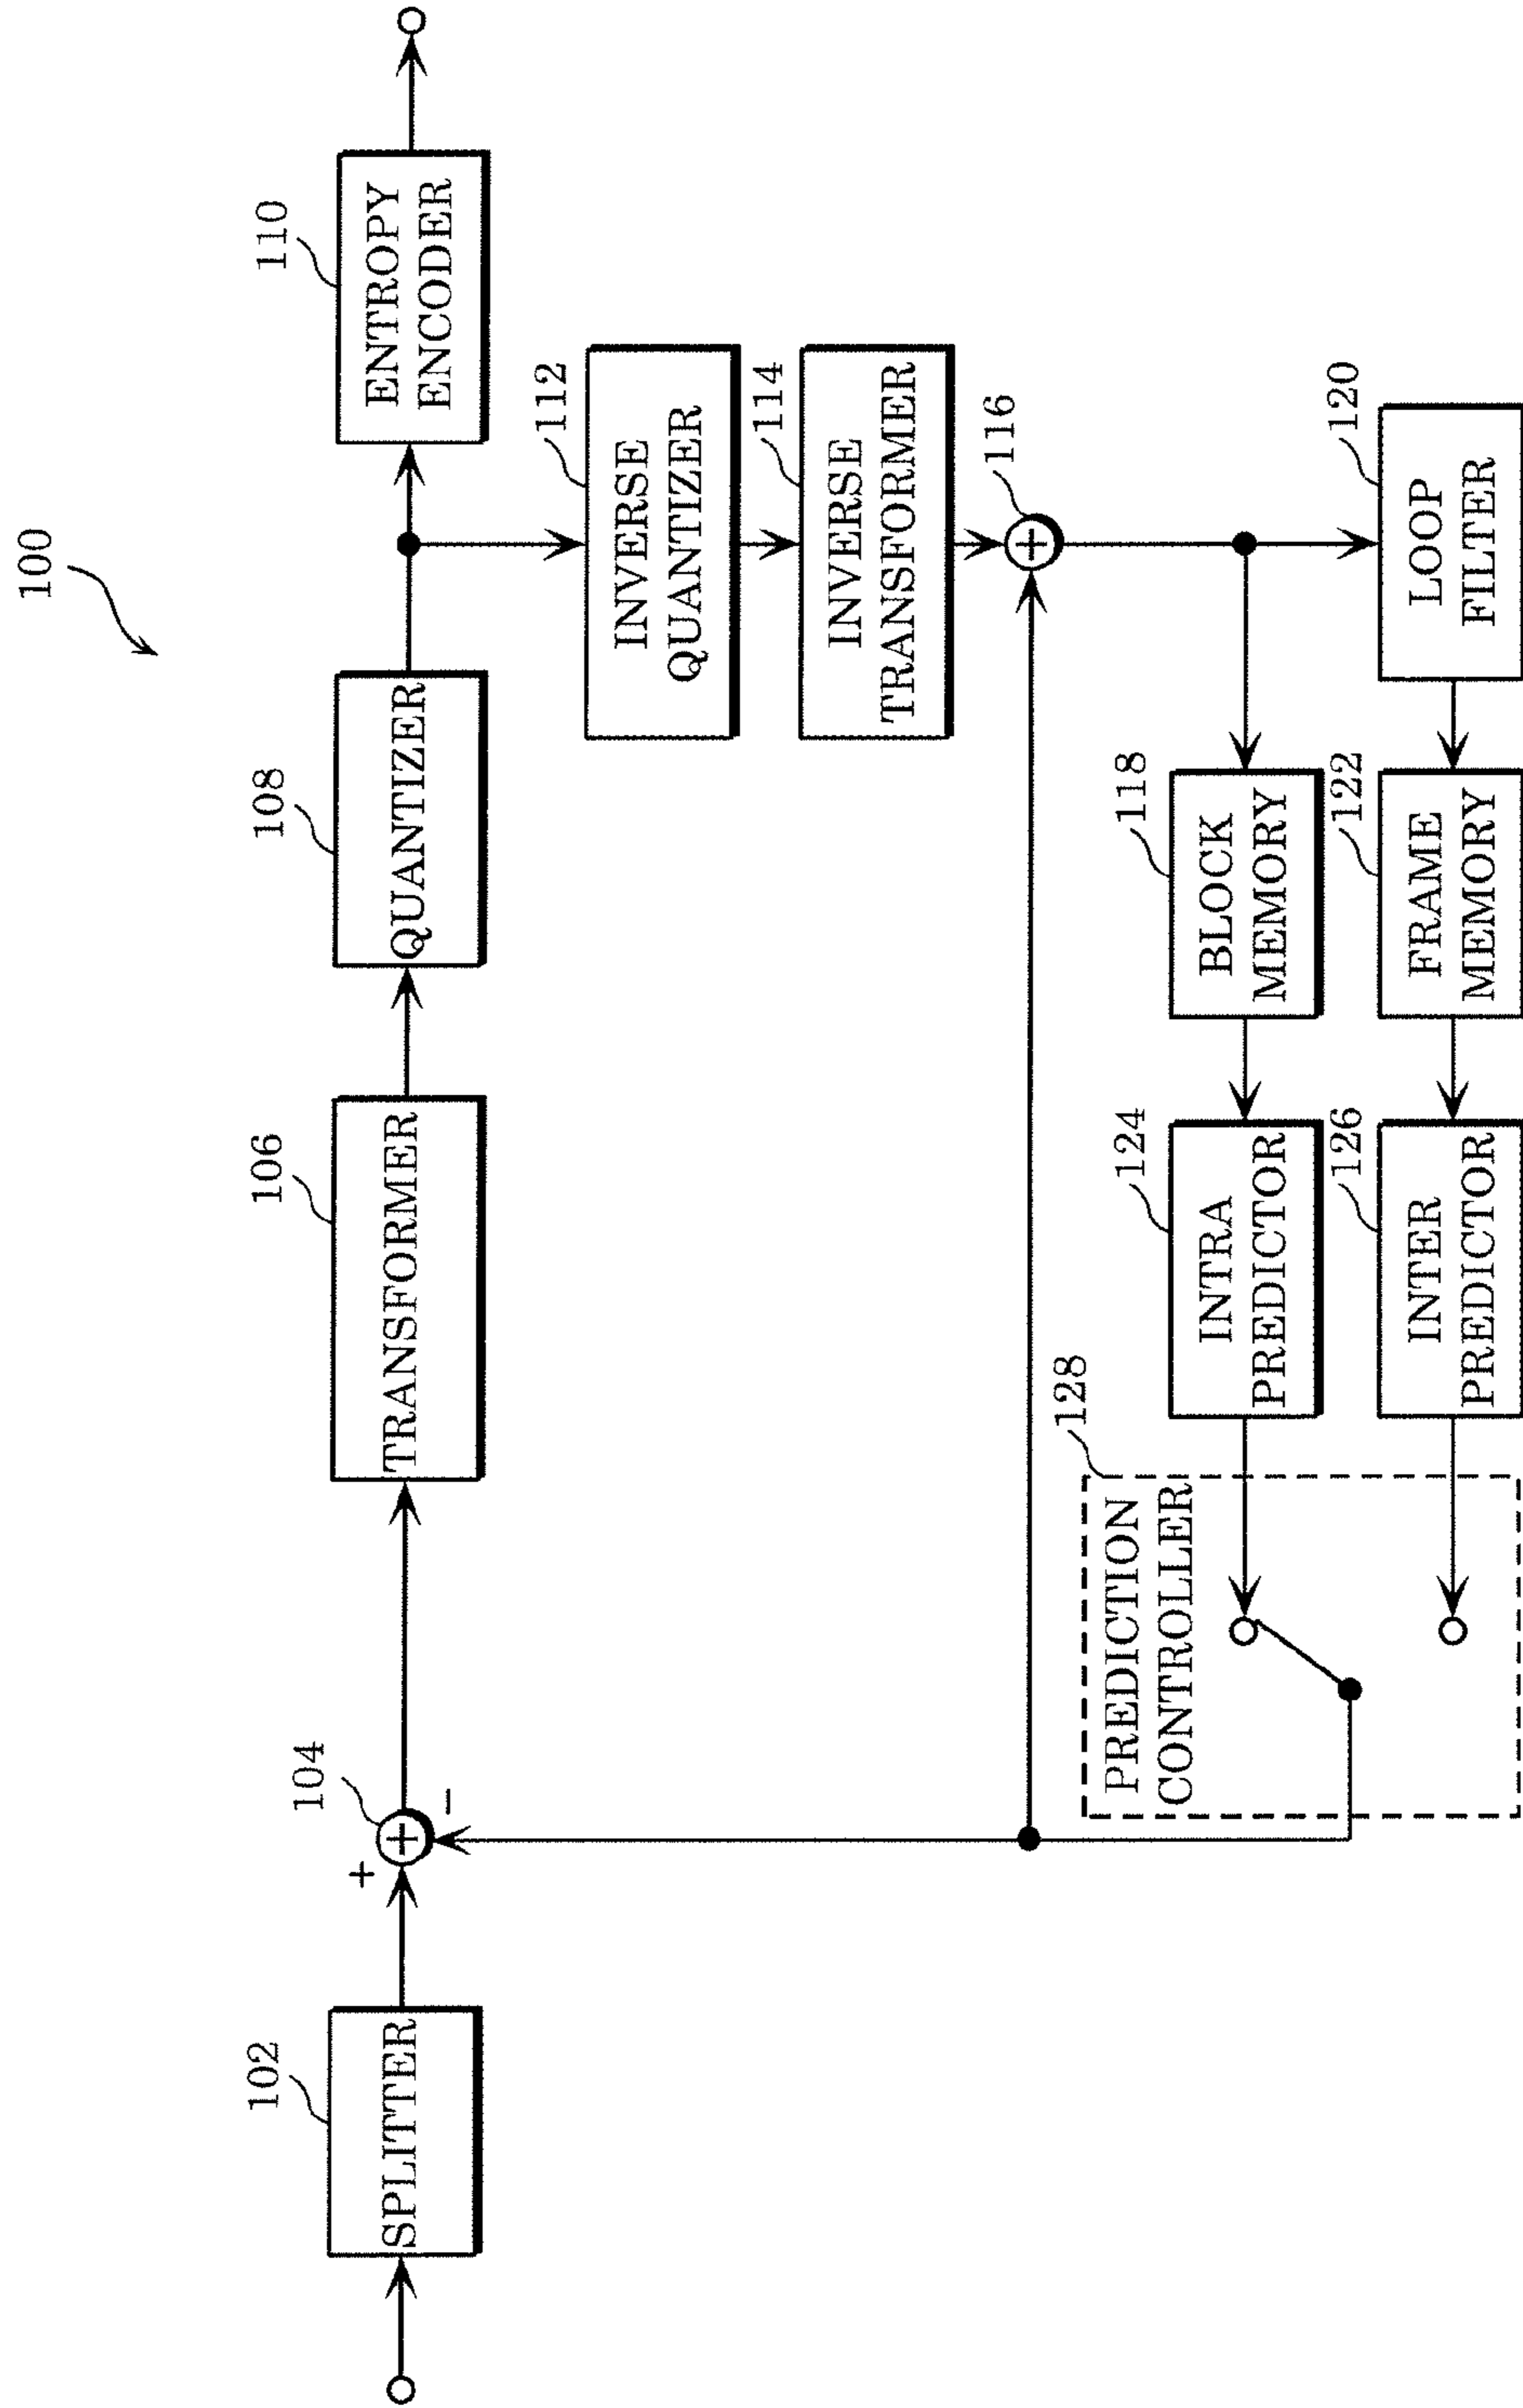 100
102
SPLITTER
+
104
−
106
TRANSFORMER
108
QUANTIZER
110
ENTROPY
ENCODER
112
INVERSE
QUANTIZER
114
INVERSE
TRANSFORMER
116
128
PREDICTION
CONTROLLER
124
INTRA
PREDICTOR
118
BLOCK
MEMORY
120
LOOP
FILTER
126
INTER
PREDICTOR
122
FRAME
MEMORY